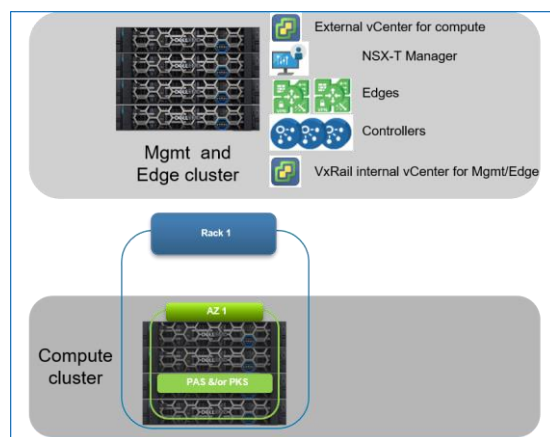 External vCenter for compute
NSX-T Manager
Edges
Controllers
VxRail internal vCenter for Mgmt/Edge
Mgmt and
Edge cluster
Rack 1
AZ 1
PAS &/or PKS
Compute
cluster